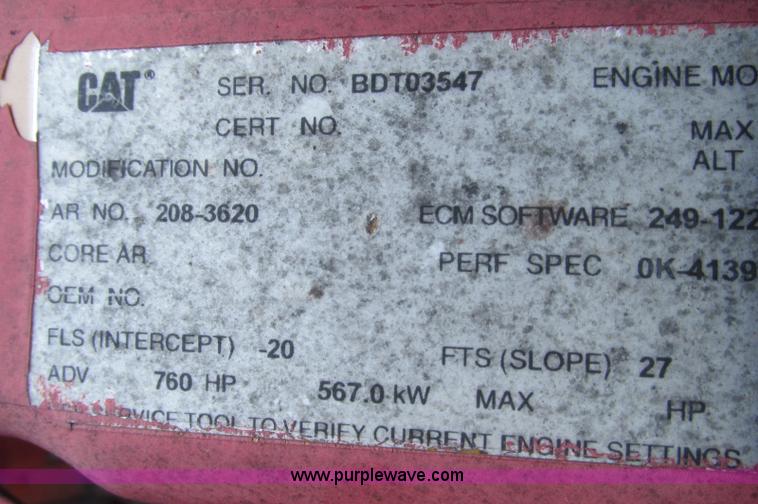 CAT® SER. NO. BDT03547 ENGINE MO
CERT NO. MAX
MODIFICATION NO. ALT
AR NO. 208-3620 ECM SOFTWARE 249-122
CORE AR PERF SPEC 0K-4139
OEM NO.
FLS (INTERCEPT) -20 FTS (SLOPE) 27
ADV 760 HP 567.0 kW MAX HP
SERVICE TOOL TO VERIFY CURRENT ENGINE SETTINGS
www.purplewave.com